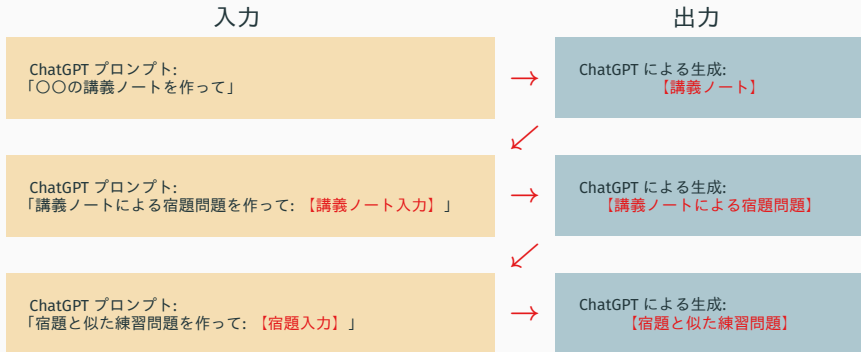 入力
出力
ChatGPT プロンプト:
「〇〇の講義ノートを作って」
→
ChatGPT による生成:
【講義ノート】
ChatGPT プロンプト:
「講義ノートによる宿題問題を作って: 【講義ノート入力】」
→
ChatGPT による生成:
【講義ノートによる宿題問題】
ChatGPT プロンプト:
「宿題と似た練習問題を作って: 【宿題入力】」
→
ChatGPT による生成:
【宿題と似た練習問題】